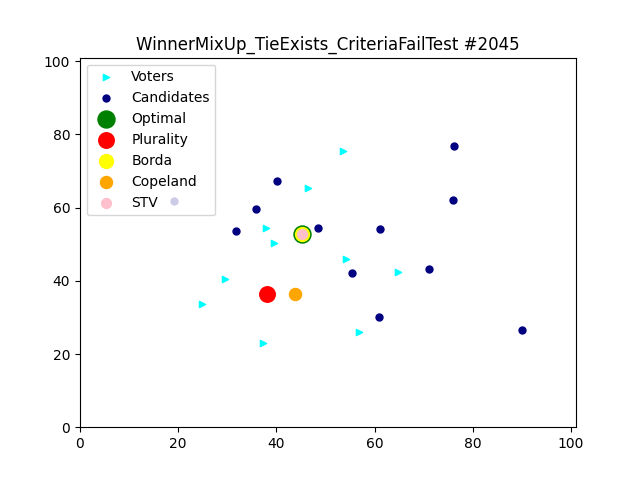 WinnerMixUp_TieExists_CriteriaFailTest #2045
100
80
60
40
20
0
Voters
Candidates
Optimal
Plurality
Borda
Copeland
STV
0 20 40 60 80 100